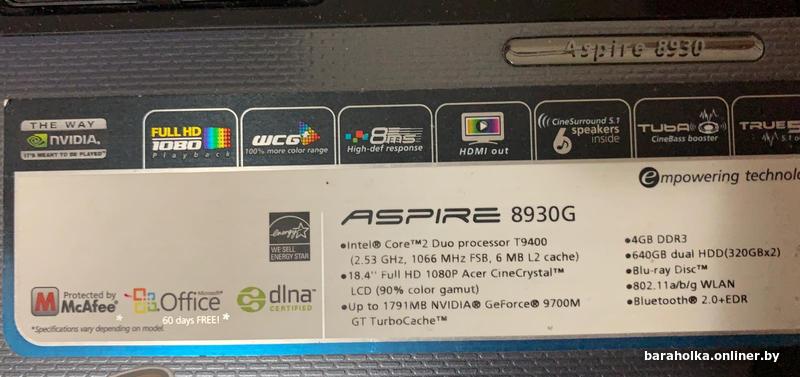 Aspire 8930
THE WAY
NVIDIA.
IT'S MEANT TO BE PLAYED™
FULL HD
1080
Playback
WCG
100% more color range
8ms
High-def response
HDMI out
CineSurround 5.1
6 speakers
inside
TUBA
CineBass booster
TRUE5
5.1
empowering technolo
ASPIRE 8930G
•Intel® Core™2 Duo processor T9400
(2.53 GHz, 1066 MHz FSB, 6 MB L2 cache)
•18.4'' Full HD 1080P Acer CineCrystal™
LCD (90% color gamut)
•Up to 1791MB NVIDIA® GeForce® 9700M
GT TurboCache™
•4GB DDR3
•640GB dual HDD(320GBx2)
•Blu-ray Disc™
•802.11a/b/g WLAN
•Bluetooth® 2.0+EDR
energy
WE SELL
ENERGY STAR
M Protected by
McAfee®*
Microsoft®
Office
60 days FREE!*
dlna™
CERTIFIED
*Specifications vary depending on model.
baraholka.onliner.by